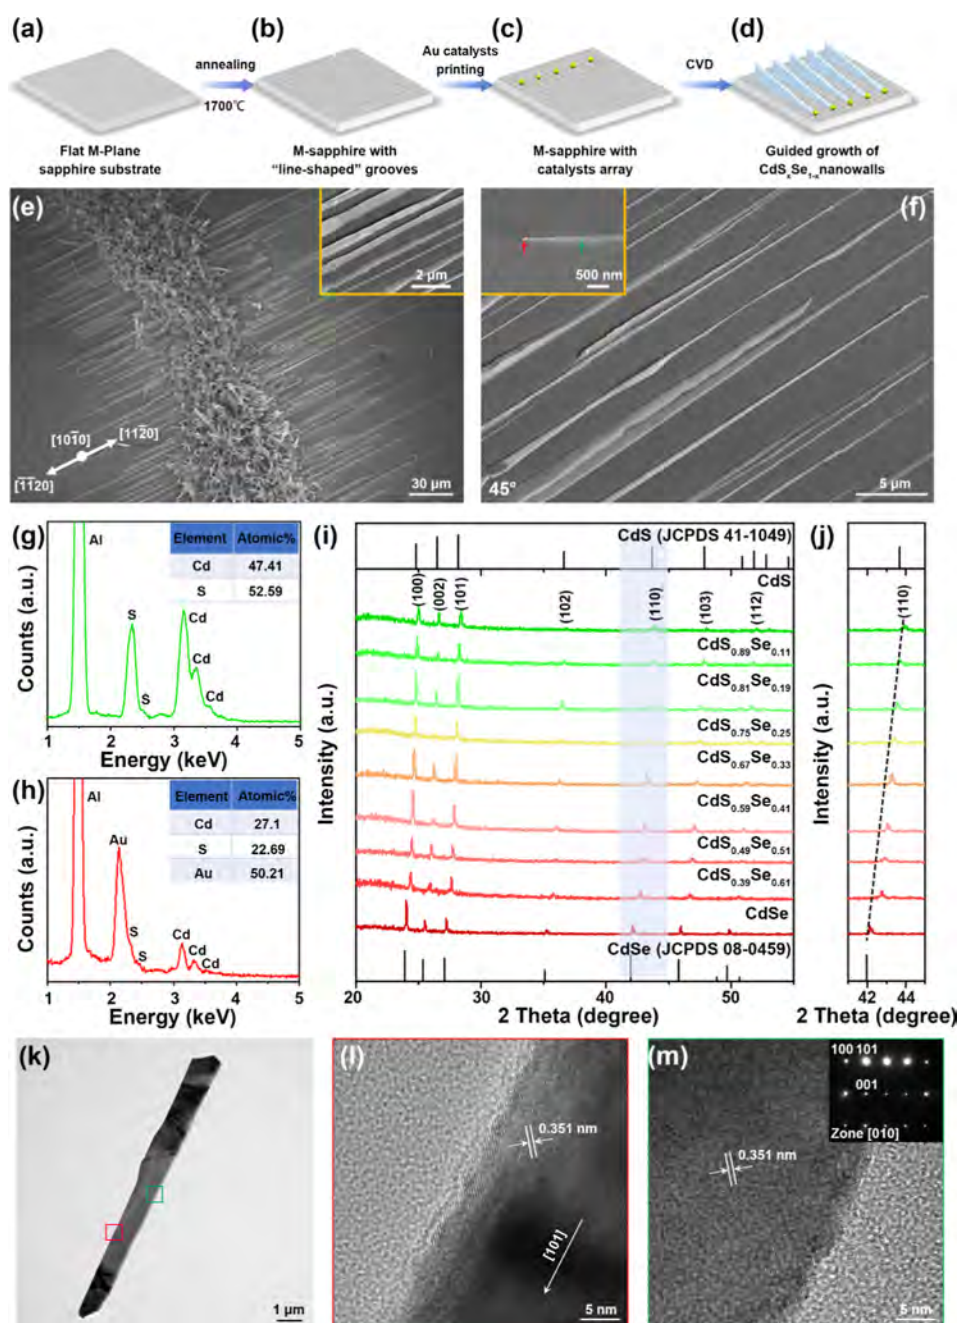 (a)
(b)
(c)
(d)
annealing
1700℃
Au catalysts
printing
CVD
Flat M-Plane
sapphire substrate
M-sapphire with
“line-shaped” grooves
M-sapphire with
catalysts array
Guided growth of
CdSₓSe₁₋ₓnanowalls
(e)
2 μm
[101̅0]
[112̅0]
[1̅1̅20]
30 μm
(f)
500 nm
45°
5 μm
(g)
Al
S
S
Cd
Cd
Cd
Element Atomic%
Cd 47.41
S 52.59
Counts (a.u.)
1 2 3 4 5
Energy (keV)
(h)
Al
Au
S
S
Cd
Cd
Cd
Element Atomic%
Cd 27.1
S 22.69
Au 50.21
Counts (a.u.)
1 2 3 4 5
Energy (keV)
(i)
CdS (JCPDS 41-1049)
CdS
(100) (002) (101) (102) (110) (103) (112)
CdS₀.₈₉Se₀.₁₁
CdS₀.₈₁Se₀.₁₉
CdS₀.₇₅Se₀.₂₅
CdS₀.₆₇Se₀.₃₃
CdS₀.₅₉Se₀.₄₁
CdS₀.₄₉Se₀.₅₁
CdS₀.₃₉Se₀.₆₁
CdSe
CdSe (JCPDS 08-0459)
Intensity (a.u.)
20 30 40 50
2 Theta (degree)
(j)
(110)
Intensity (a.u.)
42 44
2 Theta (degree)
(k)
1 μm
(l)
0.351 nm
[101]
5 nm
(m)
0.351 nm
100 101
001
Zone [010]
5 nm